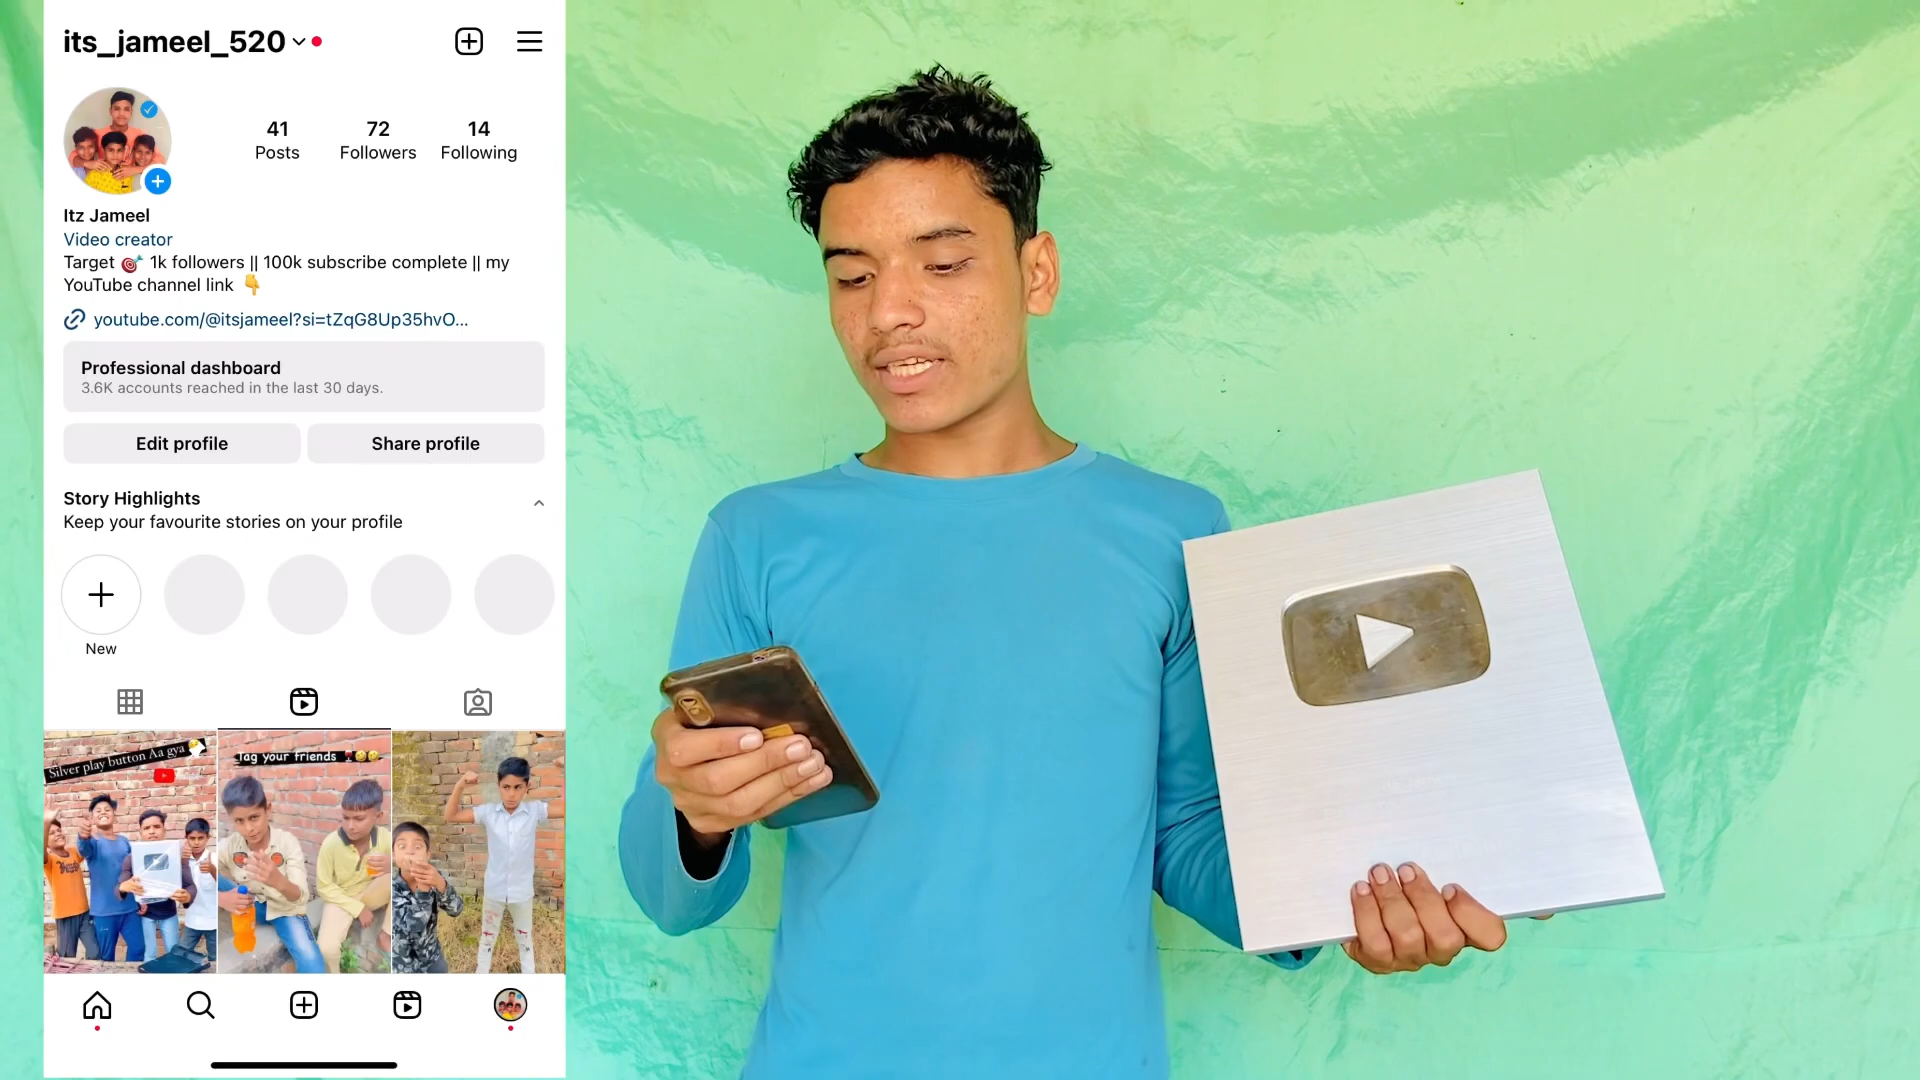 its_jameel_520
41
Posts
72
Followers
14
Following
Itz Jameel
Video creator
Target 🎯 1k followers || 100k subscribe complete || my
YouTube channel link 👇
youtube.com/@itsjameel?si=tZqG8Up35hvO...
Professional dashboard
3.6K accounts reached in the last 30 days.
Edit profile
Share profile
Story Highlights
Keep your favourite stories on your profile
New
Silver play button Aa gya
Tag your friends